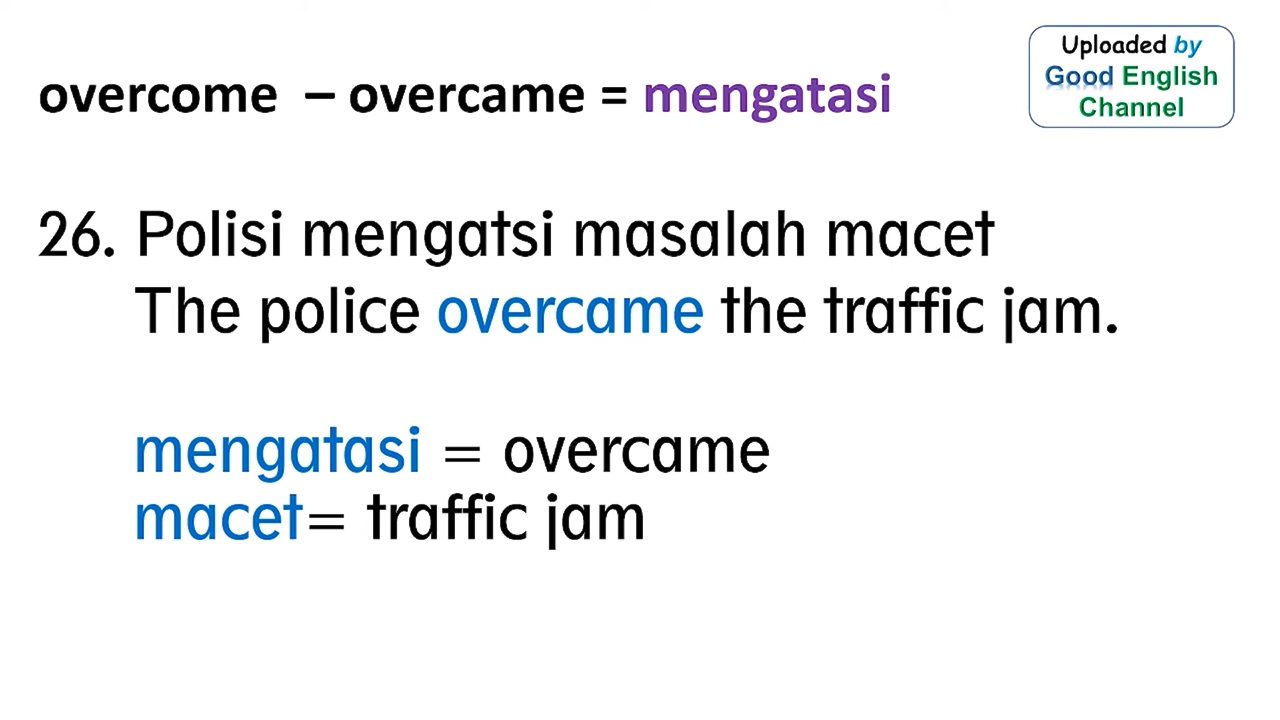 Uploaded by
Good English
Channel
overcome – overcame = mengatasi
26. Polisi mengatsi masalah macet
The police overcame the traffic jam.
mengatasi = overcame
macet= traffic jam